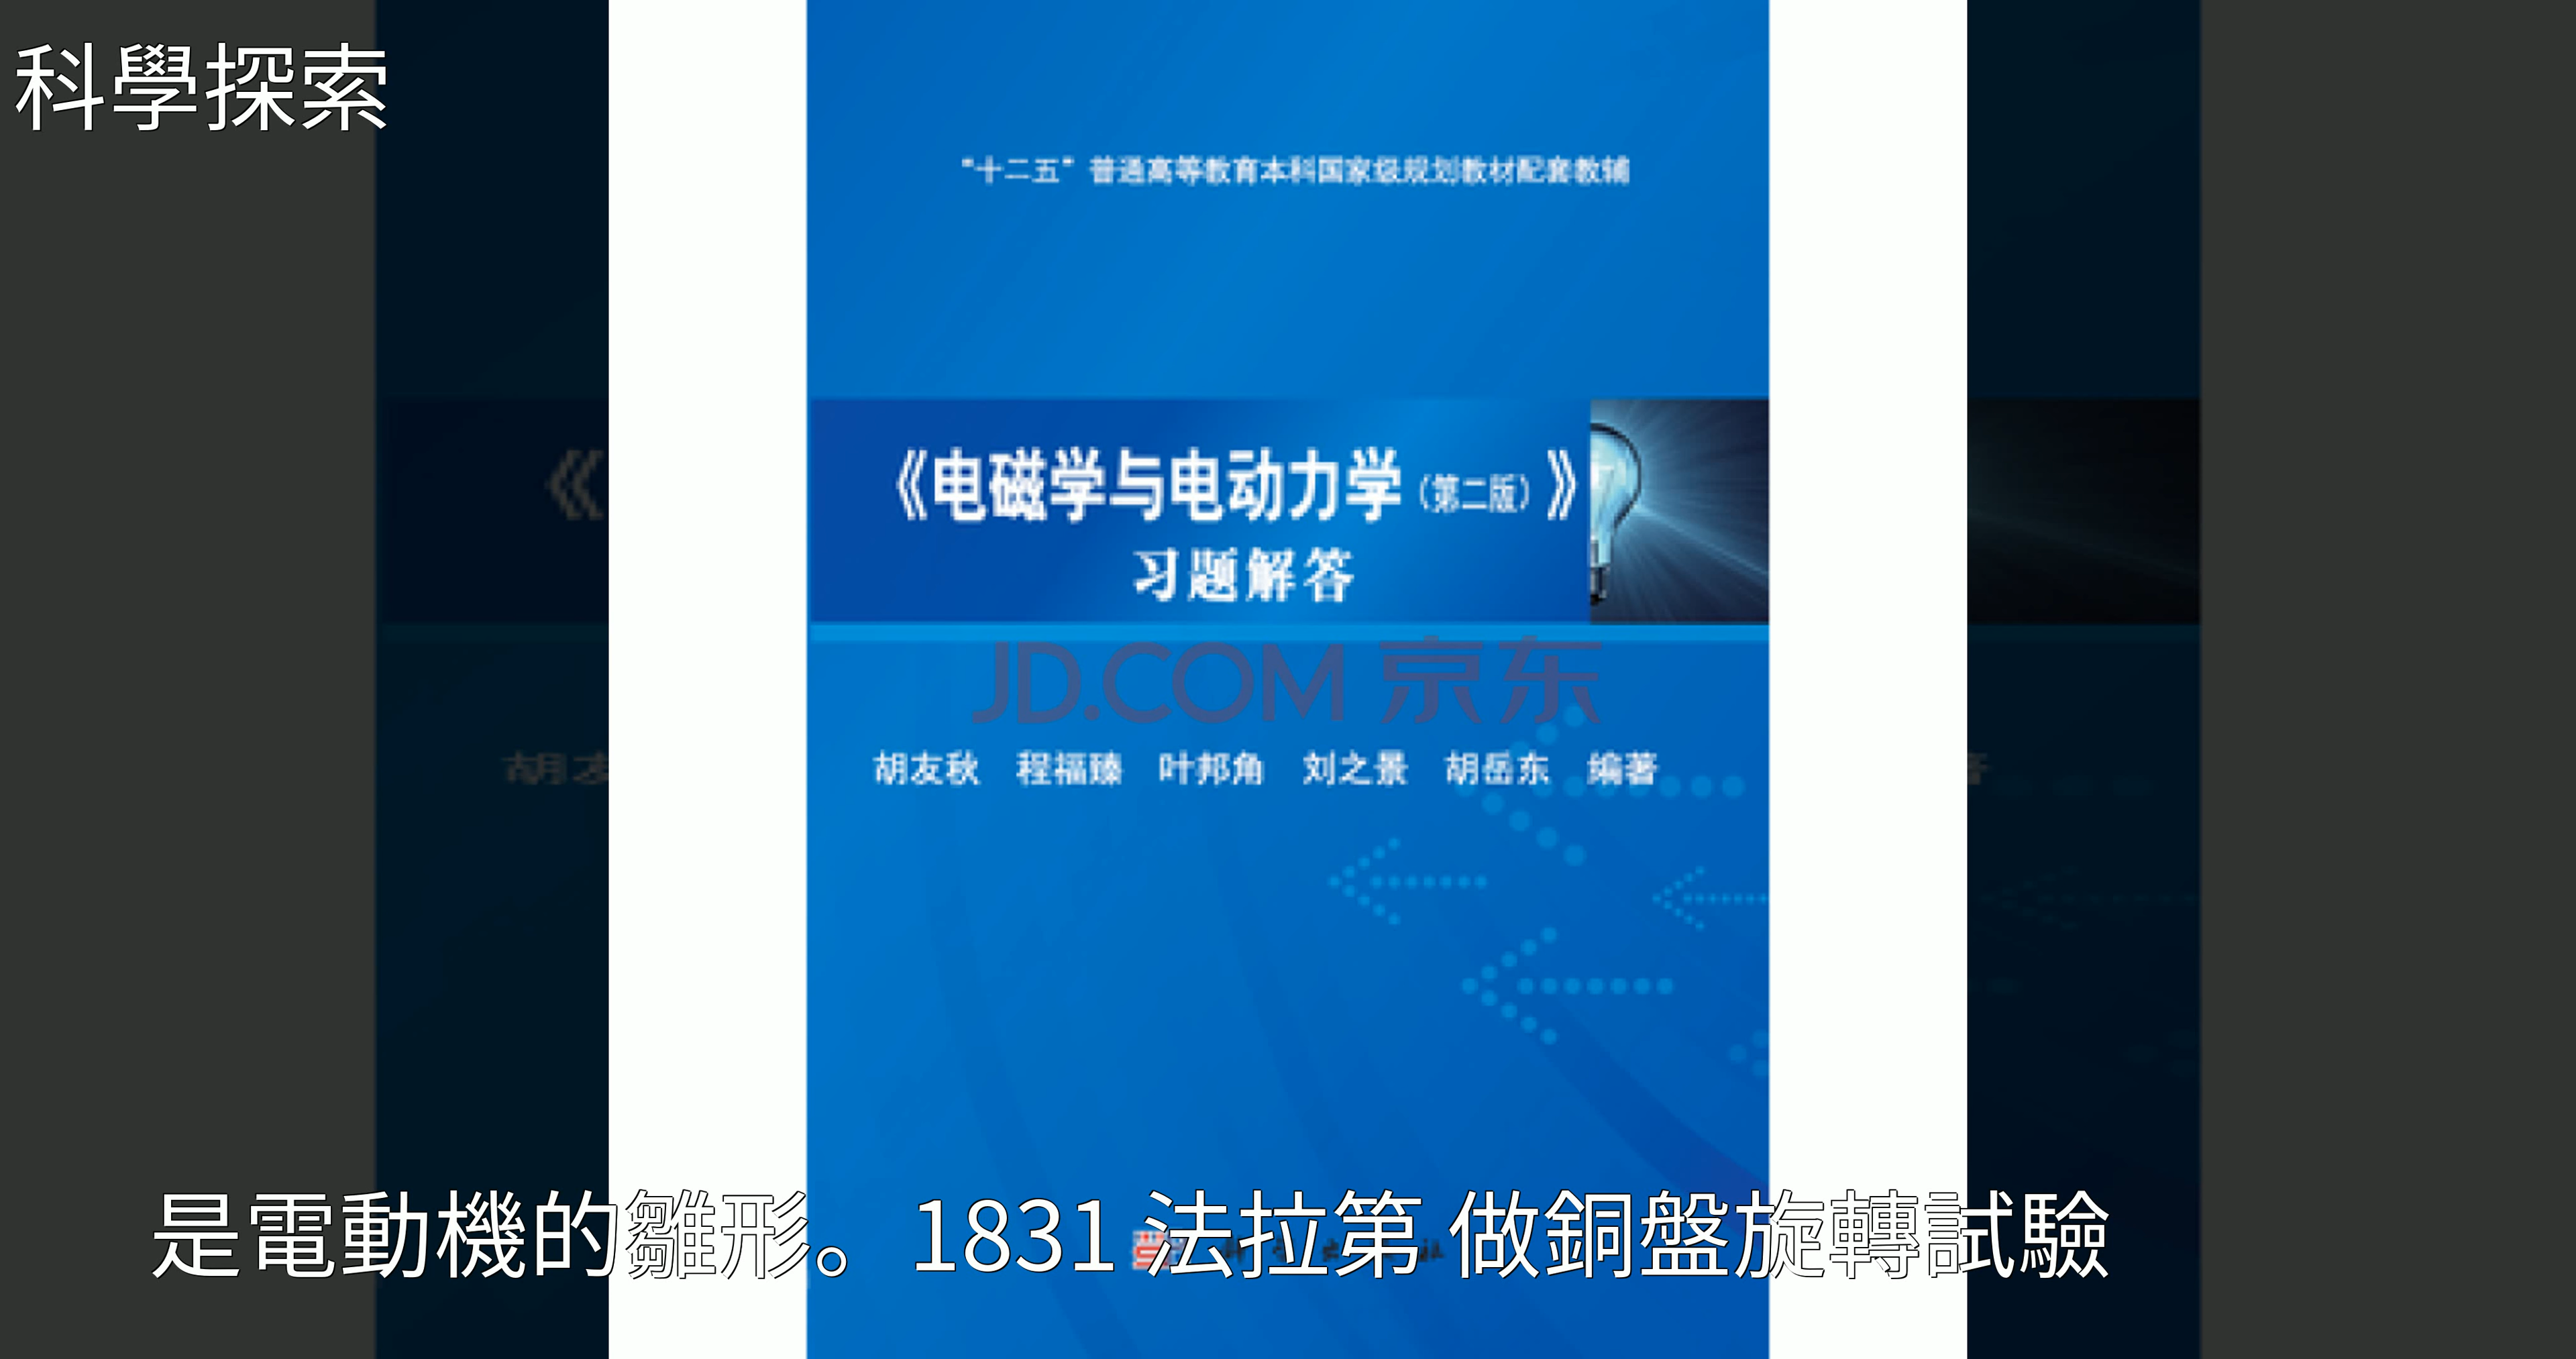 科學探索
“十二五”普通高等教育本科国家级规划教材配套教辅
《电磁学与电动力学（第二版）》
习题解答
JD.COM 京东
胡友秋 程福臻 叶邦角 刘之景 胡岳东 编著
是電動機的雛形。1831 法拉第 做銅盤旋轉試驗